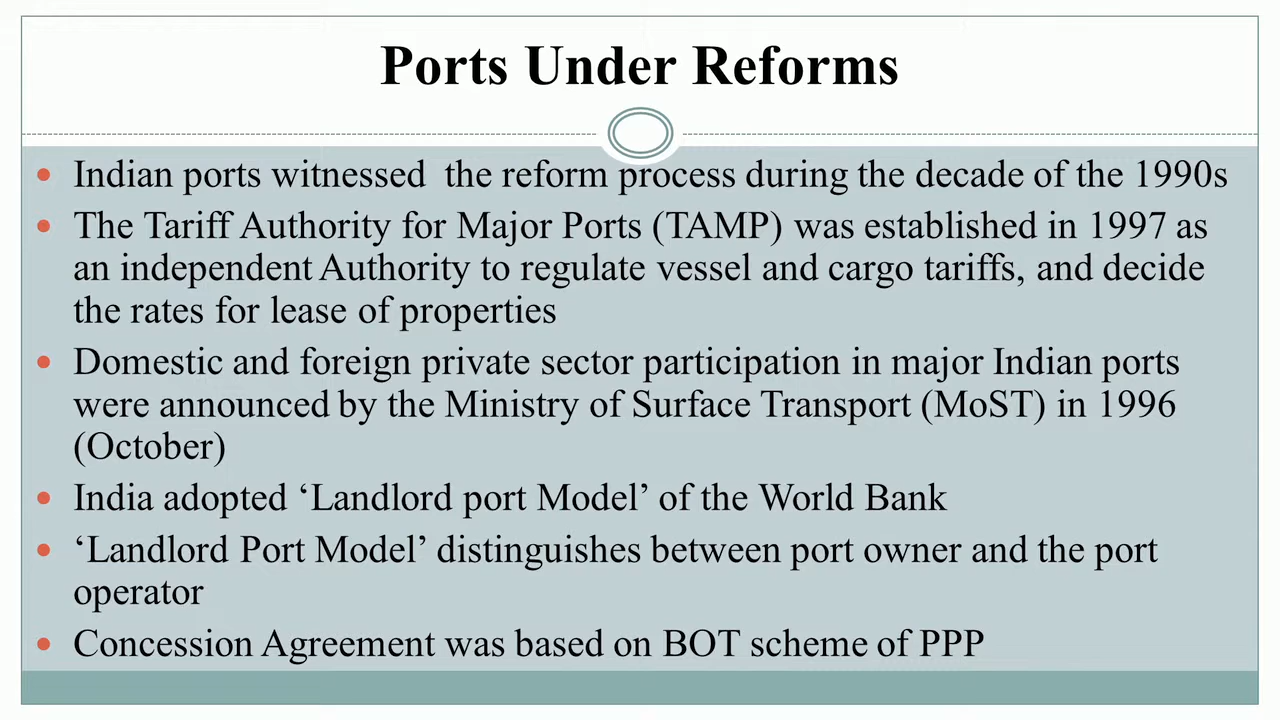 Ports Under Reforms
Indian ports witnessed the reform process during the decade of the 1990s
The Tariff Authority for Major Ports (TAMP) was established in 1997 as
an independent Authority to regulate vessel and cargo tariffs, and decide
the rates for lease of properties
Domestic and foreign private sector participation in major Indian ports
were announced by the Ministry of Surface Transport (MoST) in 1996
(October)
India adopted ‘Landlord port Model’ of the World Bank
‘Landlord Port Model’ distinguishes between port owner and the port
operator
Concession Agreement was based on BOT scheme of PPP